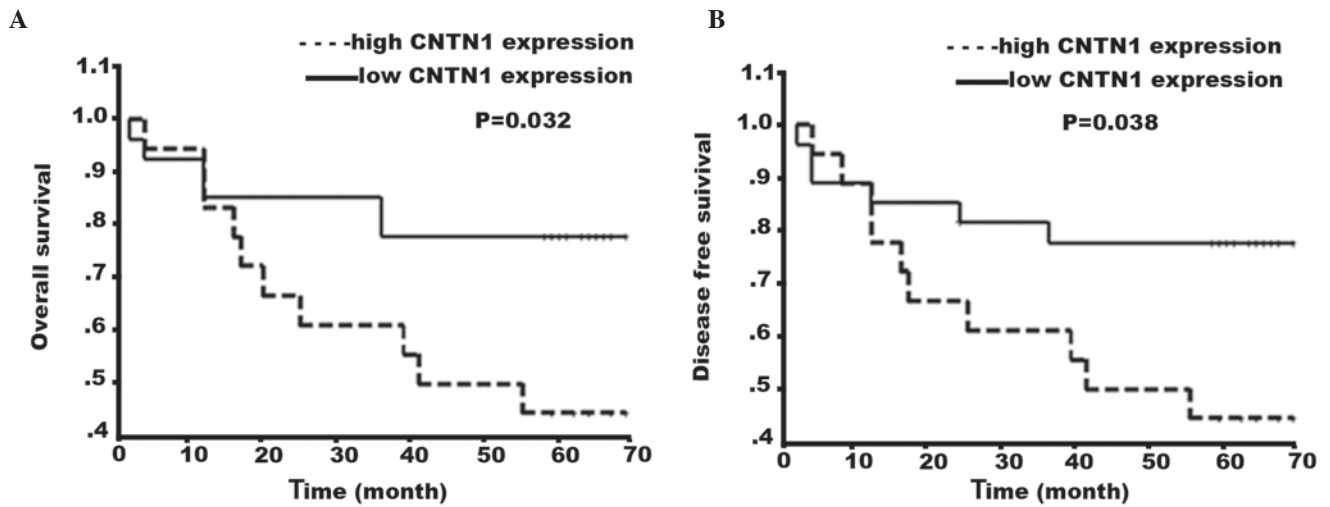 A
- - - - -high CNTN1 expression
low CNTN1 expression
P=0.032
Overall survival
1.1
1.0
.9
.8
.7
.6
.5
.4
0 10 20 30 40 50 60 70
Time (month)
B
- - - - -high CNTN1 expression
low CNTN1 expression
P=0.038
Disease free suivival
1.1
1.0
.9
.8
.7
.6
.5
.4
0 10 20 30 40 50 60 70
Time (month)